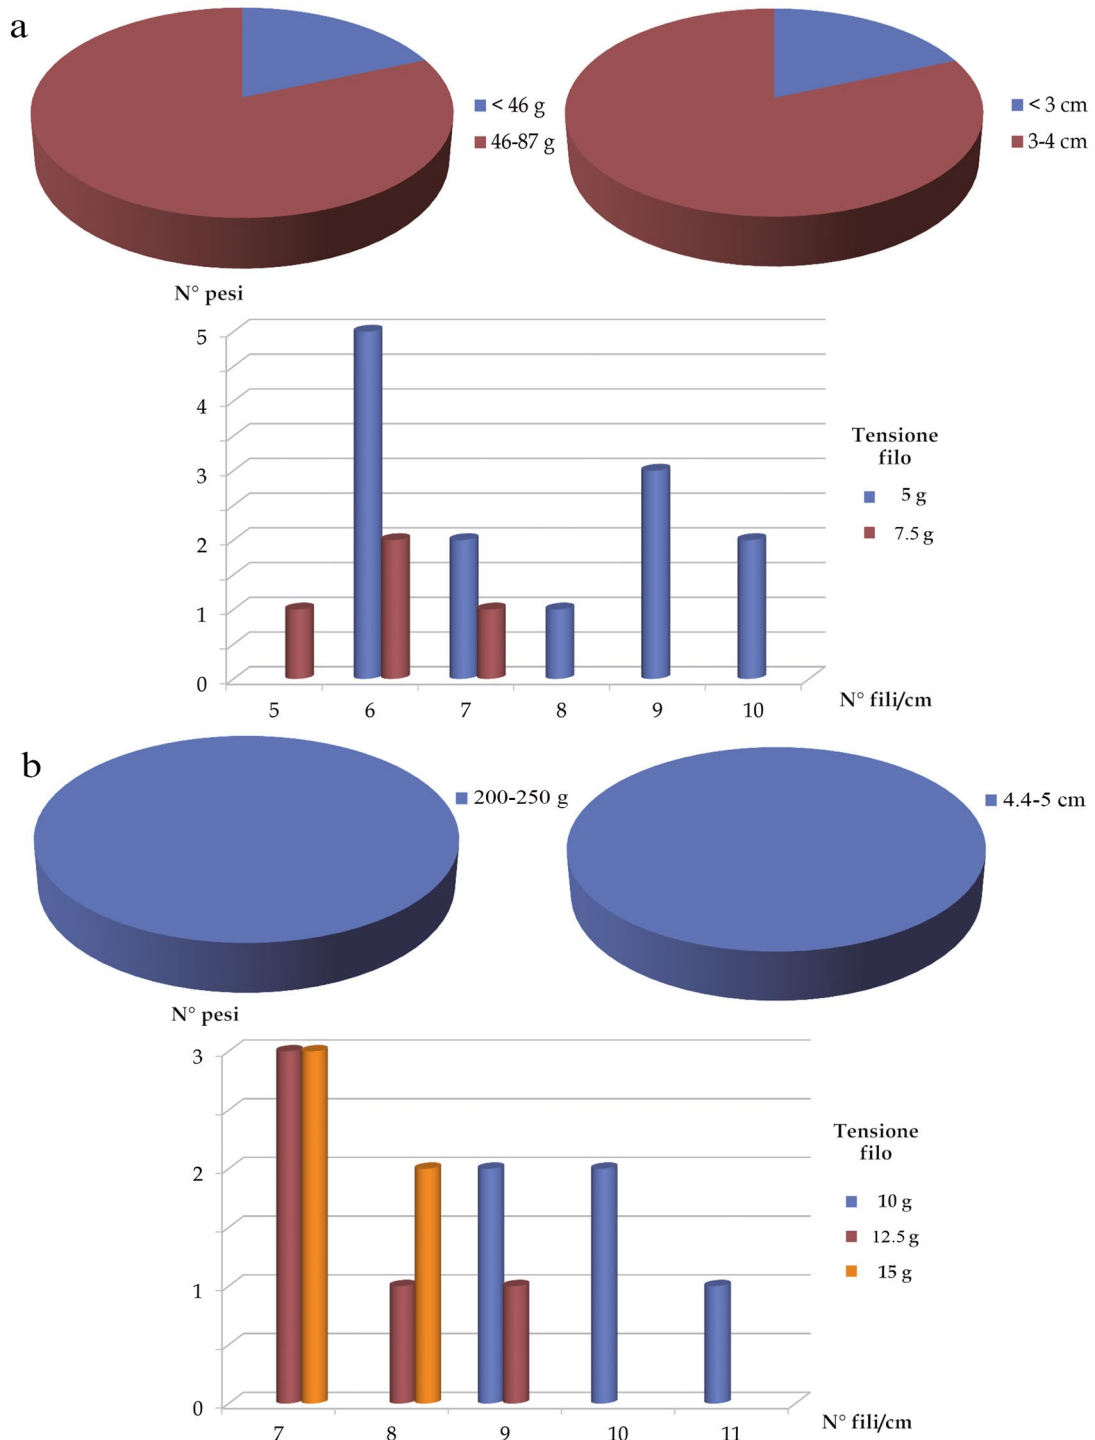 a
< 46 g
46-87 g
< 3 cm
3-4 cm
N° pesi
5
4
3
2
1
0
5 6 7 8 9 10
N° fili/cm
Tensione
filo
5 g
7.5 g
b
200-250 g
4.4-5 cm
N° pesi
3
2
1
0
7 8 9 10 11
N° fili/cm
Tensione
filo
10 g
12.5 g
15 g